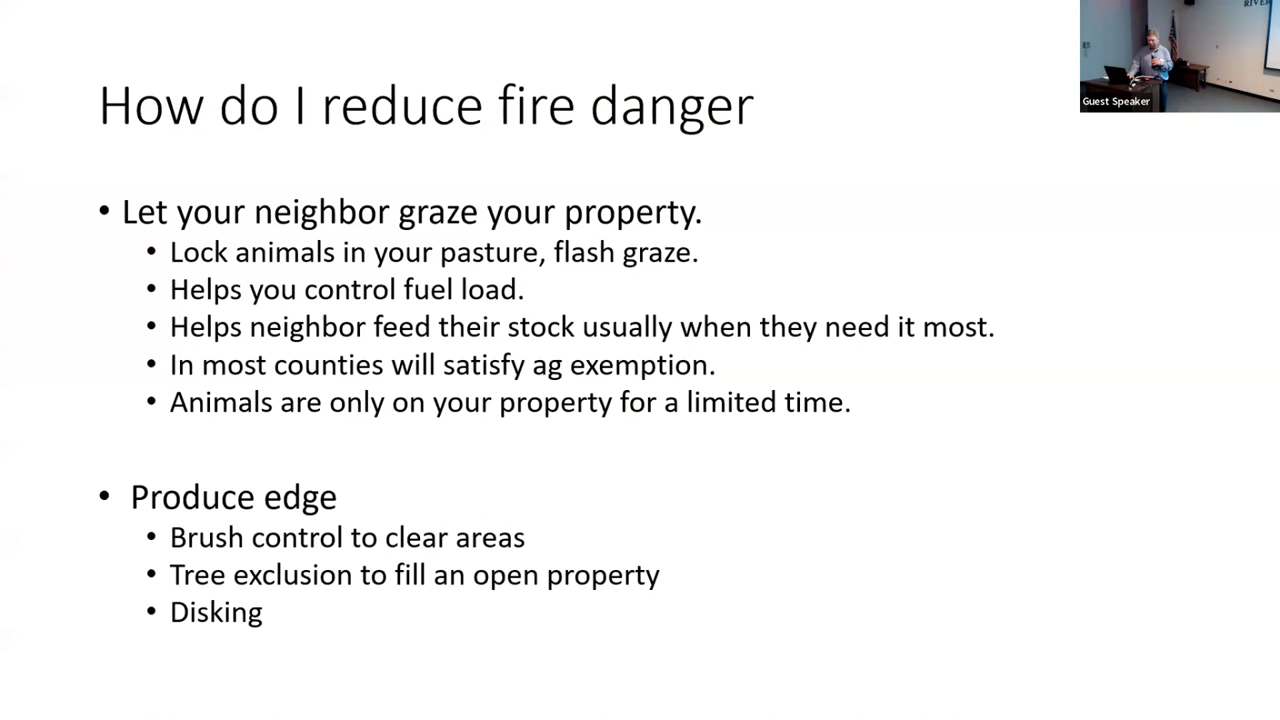 How do I reduce fire danger
• Let your neighbor graze your property.
• Lock animals in your pasture, flash graze.
• Helps you control fuel load.
• Helps neighbor feed their stock usually when they need it most.
• In most counties will satisfy ag exemption.
• Animals are only on your property for a limited time.
• Produce edge
• Brush control to clear areas
• Tree exclusion to fill an open property
• Disking
Guest Speaker